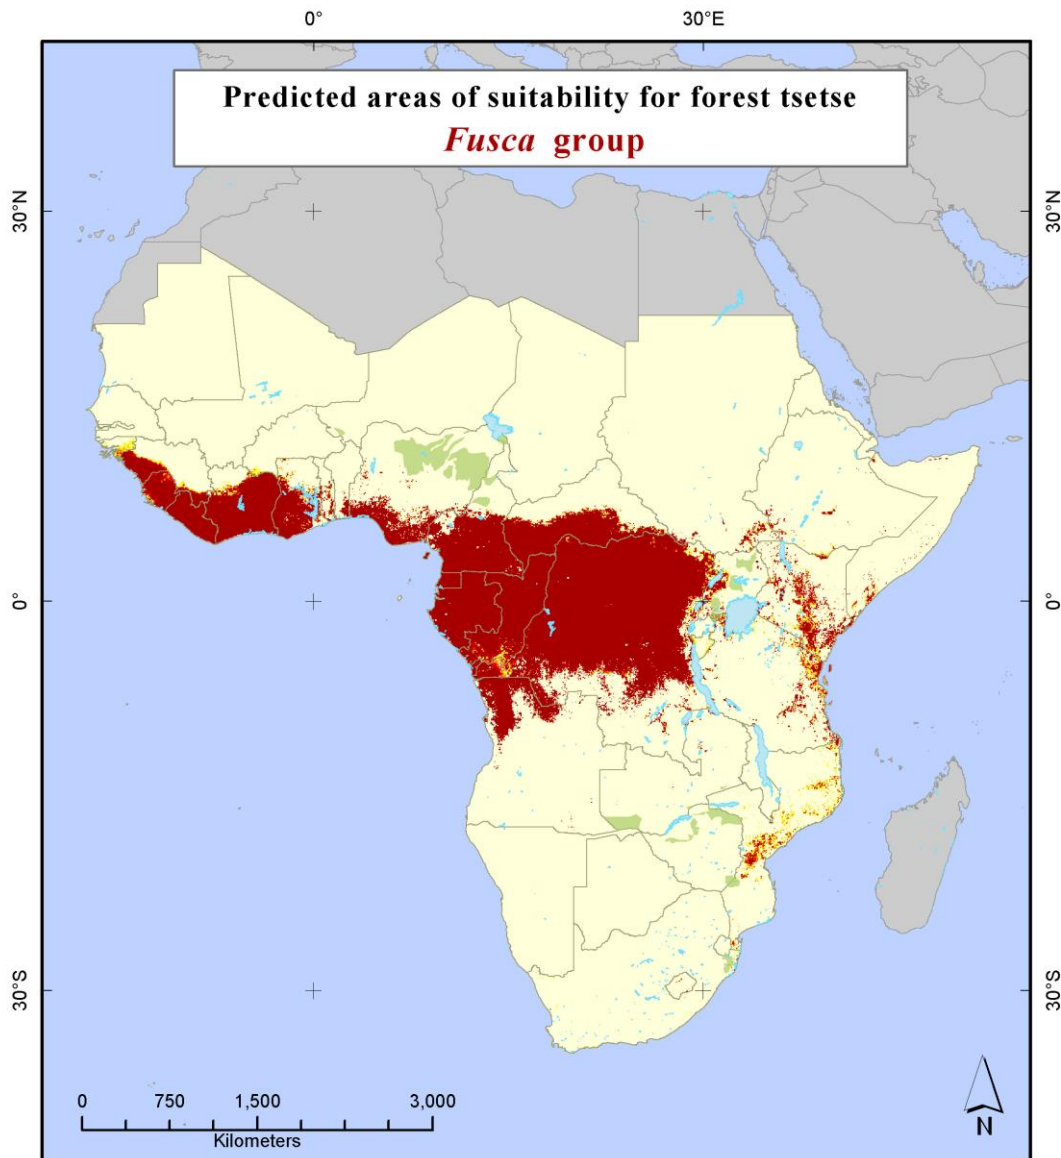 0° 30°E
Predicted areas of suitability for forest tsetse
Fusca group
30°N 30°N
0° 0
30°S 30°S
0 750 1,500 3,000
Kilometers
N